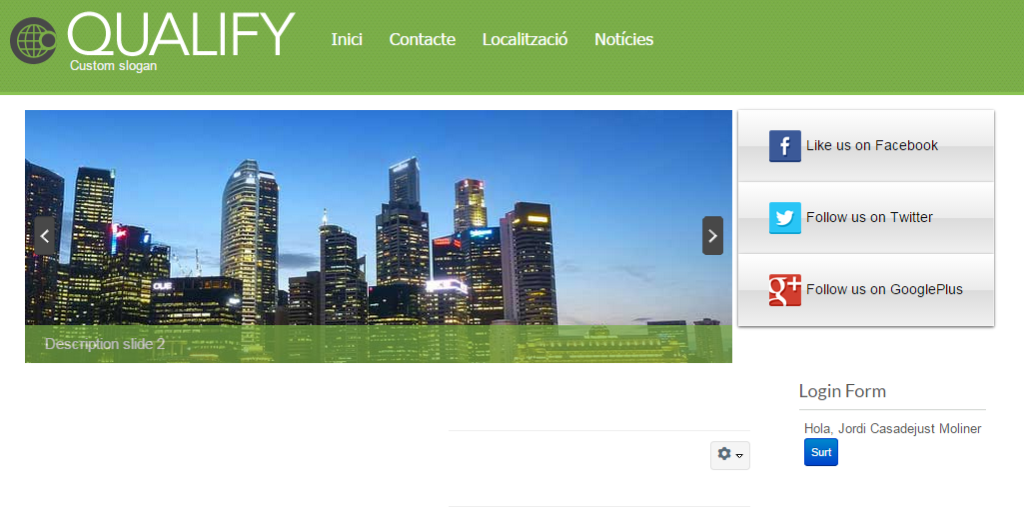 QUALIFY
Custom slogan
Inici Contacte Localització Notícies
Like us on Facebook
Follow us on Twitter
Follow us on GooglePlus
Description slide 2
Login Form
Hola, Jordi Casadejust Moliner
Surt